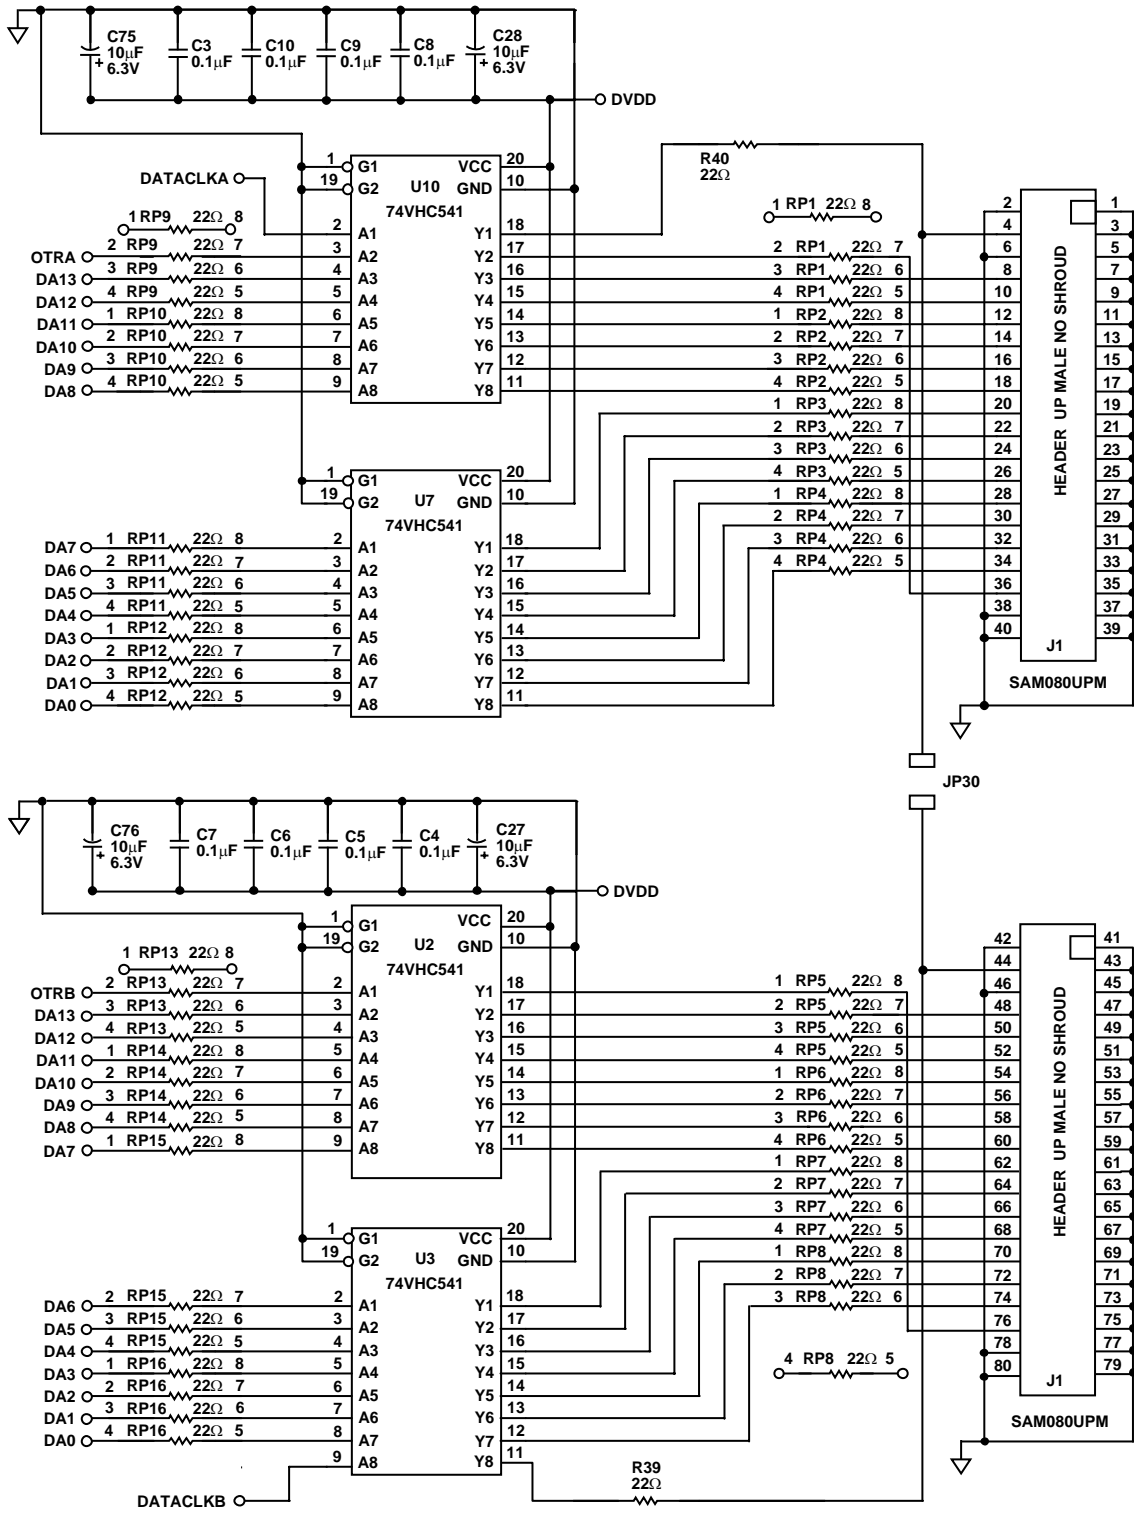 C75 10μF 6.3V +
C3 0.1μF
C10 0.1μF
C9 0.1μF
C8 0.1μF
C28 10μF 6.3V +
DVDD
R40 22Ω
1 G1 VCC 20
19 G2 U10 GND 10
74VHC541
DATACLKA
1 RP9 22Ω 8
1 RP1 22Ω 8
2 A1 Y1 18
OTRA 2 RP9 22Ω 7 3 A2 Y2 17 2 RP1 22Ω 7
DA13 3 RP9 22Ω 6 4 A3 Y3 16 3 RP1 22Ω 6
DA12 4 RP9 22Ω 5 5 A4 Y4 15 4 RP1 22Ω 5
DA11 1 RP10 22Ω 8 6 A5 Y5 14 1 RP2 22Ω 8
DA10 2 RP10 22Ω 7 7 A6 Y6 13 2 RP2 22Ω 7
DA9 3 RP10 22Ω 6 8 A7 Y7 12 3 RP2 22Ω 6
DA8 4 RP10 22Ω 5 9 A8 Y8 11 4 RP2 22Ω 5
1 RP3 22Ω 8
2 RP3 22Ω 7
3 RP3 22Ω 6
4 RP3 22Ω 5
1 RP4 22Ω 8
2 RP4 22Ω 7
3 RP4 22Ω 6
4 RP4 22Ω 5
1 G1 VCC 20
19 G2 U7 GND 10
74VHC541
DA7 1 RP11 22Ω 8 2 A1 Y1 18
DA6 2 RP11 22Ω 7 3 A2 Y2 17
DA5 3 RP11 22Ω 6 4 A3 Y3 16
DA4 4 RP11 22Ω 5 5 A4 Y4 15
DA3 1 RP12 22Ω 8 6 A5 Y5 14
DA2 2 RP12 22Ω 7 7 A6 Y6 13
DA1 3 RP12 22Ω 6 8 A7 Y7 12
DA0 4 RP12 22Ω 5 9 A8 Y8 11
2 1
4 3
6 5
8 7
10 9
12 11
14 13
16 15
18 17
20 19
22 21
24 23
26 25
28 27
30 29
32 31
34 33
36 35
38 37
40 39
HEADER UP MALE NO SHROUD
J1
SAM080UPM
JP30
C76 10μF 6.3V +
C7 0.1μF
C6 0.1μF
C5 0.1μF
C4 0.1μF
C27 10μF 6.3V +
DVDD
1 G1 VCC 20
19 G2 U2 GND 10
74VHC541
1 RP13 22Ω 8
OTRB 2 RP13 22Ω 7 2 A1 Y1 18 1 RP5 22Ω 8
DA13 3 RP13 22Ω 6 3 A2 Y2 17 2 RP5 22Ω 7
DA12 4 RP13 22Ω 5 4 A3 Y3 16 3 RP5 22Ω 6
DA11 1 RP14 22Ω 8 5 A4 Y4 15 4 RP5 22Ω 5
DA10 2 RP14 22Ω 7 6 A5 Y5 14 1 RP6 22Ω 8
DA9 3 RP14 22Ω 6 7 A6 Y6 13 2 RP6 22Ω 7
DA8 4 RP14 22Ω 5 8 A7 Y7 12 3 RP6 22Ω 6
DA7 1 RP15 22Ω 8 9 A8 Y8 11 4 RP6 22Ω 5
1 RP7 22Ω 8
2 RP7 22Ω 7
3 RP7 22Ω 6
4 RP7 22Ω 5
1 RP8 22Ω 8
2 RP8 22Ω 7
3 RP8 22Ω 6
4 RP8 22Ω 5
1 G1 VCC 20
19 G2 U3 GND 10
74VHC541
DA6 2 RP15 22Ω 7 2 A1 Y1 18
DA5 3 RP15 22Ω 6 3 A2 Y2 17
DA4 4 RP15 22Ω 5 4 A3 Y3 16
DA3 1 RP16 22Ω 8 5 A4 Y4 15
DA2 2 RP16 22Ω 7 6 A5 Y5 14
DA1 3 RP16 22Ω 6 7 A6 Y6 13
DA0 4 RP16 22Ω 5 8 A7 Y7 12
9 A8 Y8 11
DATACLKB
R39 22Ω
42 41
44 43
46 45
48 47
50 49
52 51
54 53
56 55
58 57
60 59
62 61
64 63
66 65
68 67
70 69
72 71
74 73
76 75
78 77
80 79
HEADER UP MALE NO SHROUD
J1
SAM080UPM